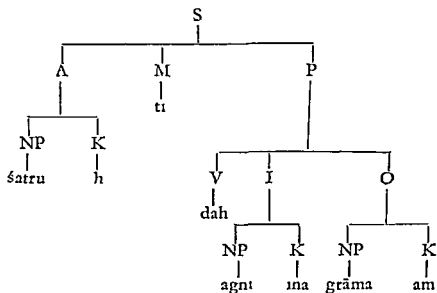 S
A M P
NP K ti
śatru h
V I O
dah
NP K NP K
agni ina grāma am